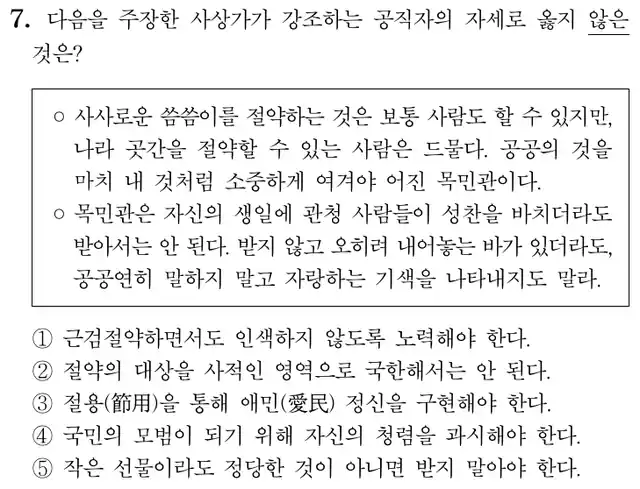 7. 다음을 주장한 사상가가 강조하는 공직자의 자세로 옳지 않은
것은?
○ 사사로운 씀씀이를 절약하는 것은 보통 사람도 할 수 있지만,
나라 곳간을 절약할 수 있는 사람은 드물다. 공공의 것을
마치 내 것처럼 소중하게 여겨야 어진 목민관이다.
○ 목민관은 자신의 생일에 관청 사람들이 성찬을 바치더라도
받아서는 안 된다. 받지 않고 오히려 내어놓는 바가 있더라도,
공공연히 말하지 말고 자랑하는 기색을 나타내지도 말라.
① 근검절약하면서도 인색하지 않도록 노력해야 한다.
② 절약의 대상을 사적인 영역으로 국한해서는 안 된다.
③ 절용(節用)을 통해 애민(愛民) 정신을 구현해야 한다.
④ 국민의 모범이 되기 위해 자신의 청렴을 과시해야 한다.
⑤ 작은 선물이라도 정당한 것이 아니면 받지 말아야 한다.